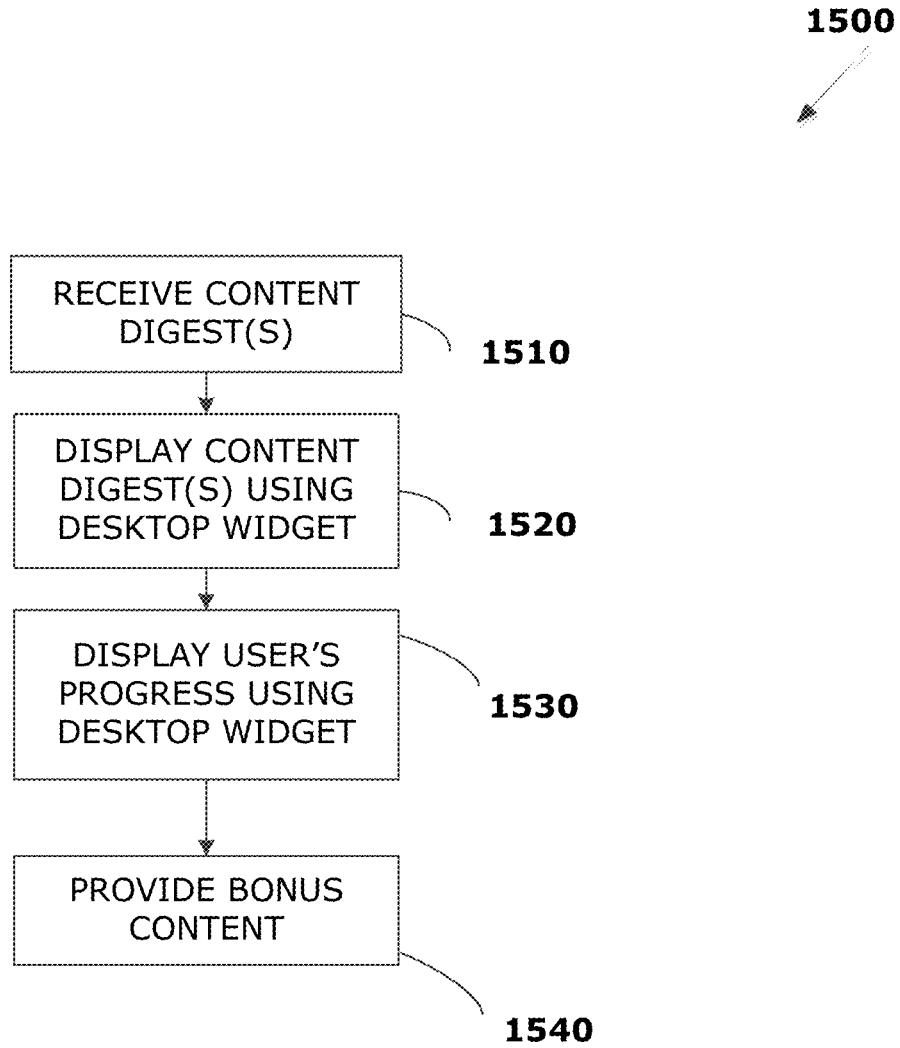 1500
RECEIVE CONTENT
DIGEST(S)
1510
DISPLAY CONTENT
DIGEST(S) USING
DESKTOP WIDGET
1520
DISPLAY USER'S
PROGRESS USING
DESKTOP WIDGET
1530
PROVIDE BONUS
CONTENT
1540